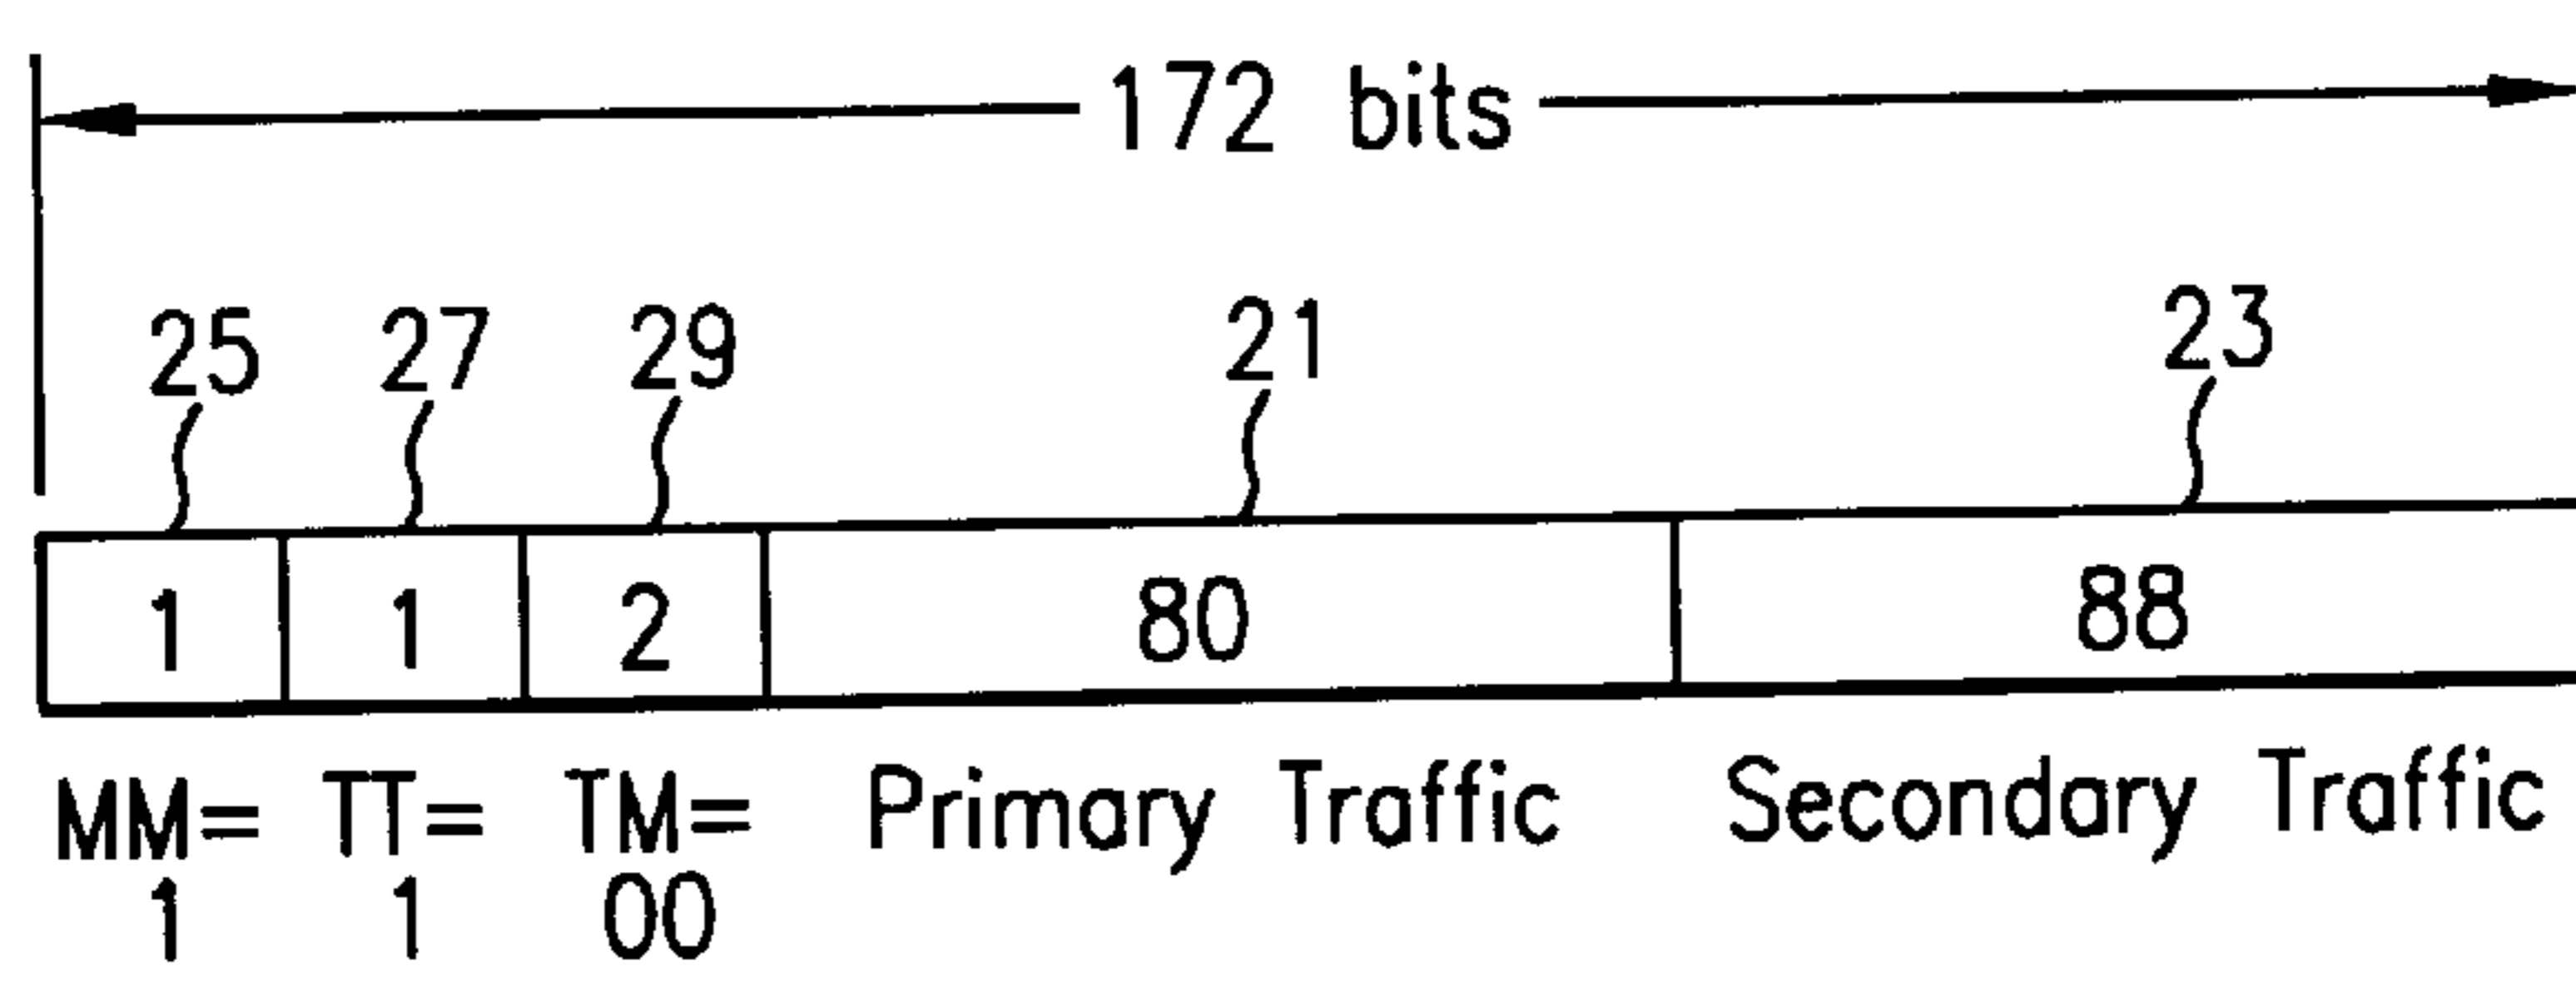 172 bits
25 27 29 21 23
1 1 2 80 88
MM= TT= TM= Primary Traffic Secondary Traffic
1 1 00